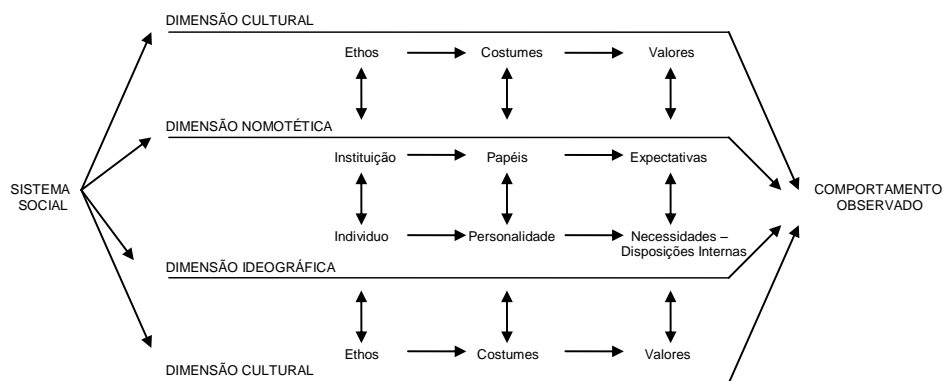 DIMENSÃO CULTURAL
Ethos Costumes Valores
DIMENSÃO NOMOTÉTICA
Instituição Papéis Expectativas
SISTEMA
SOCIAL
COMPORTAMENTO
OBSERVADO
Individuo Personalidade Necessidades –
Disposições Internas
DIMENSÃO IDEOGRÁFICA
Ethos Costumes Valores
DIMENSÃO CULTURAL